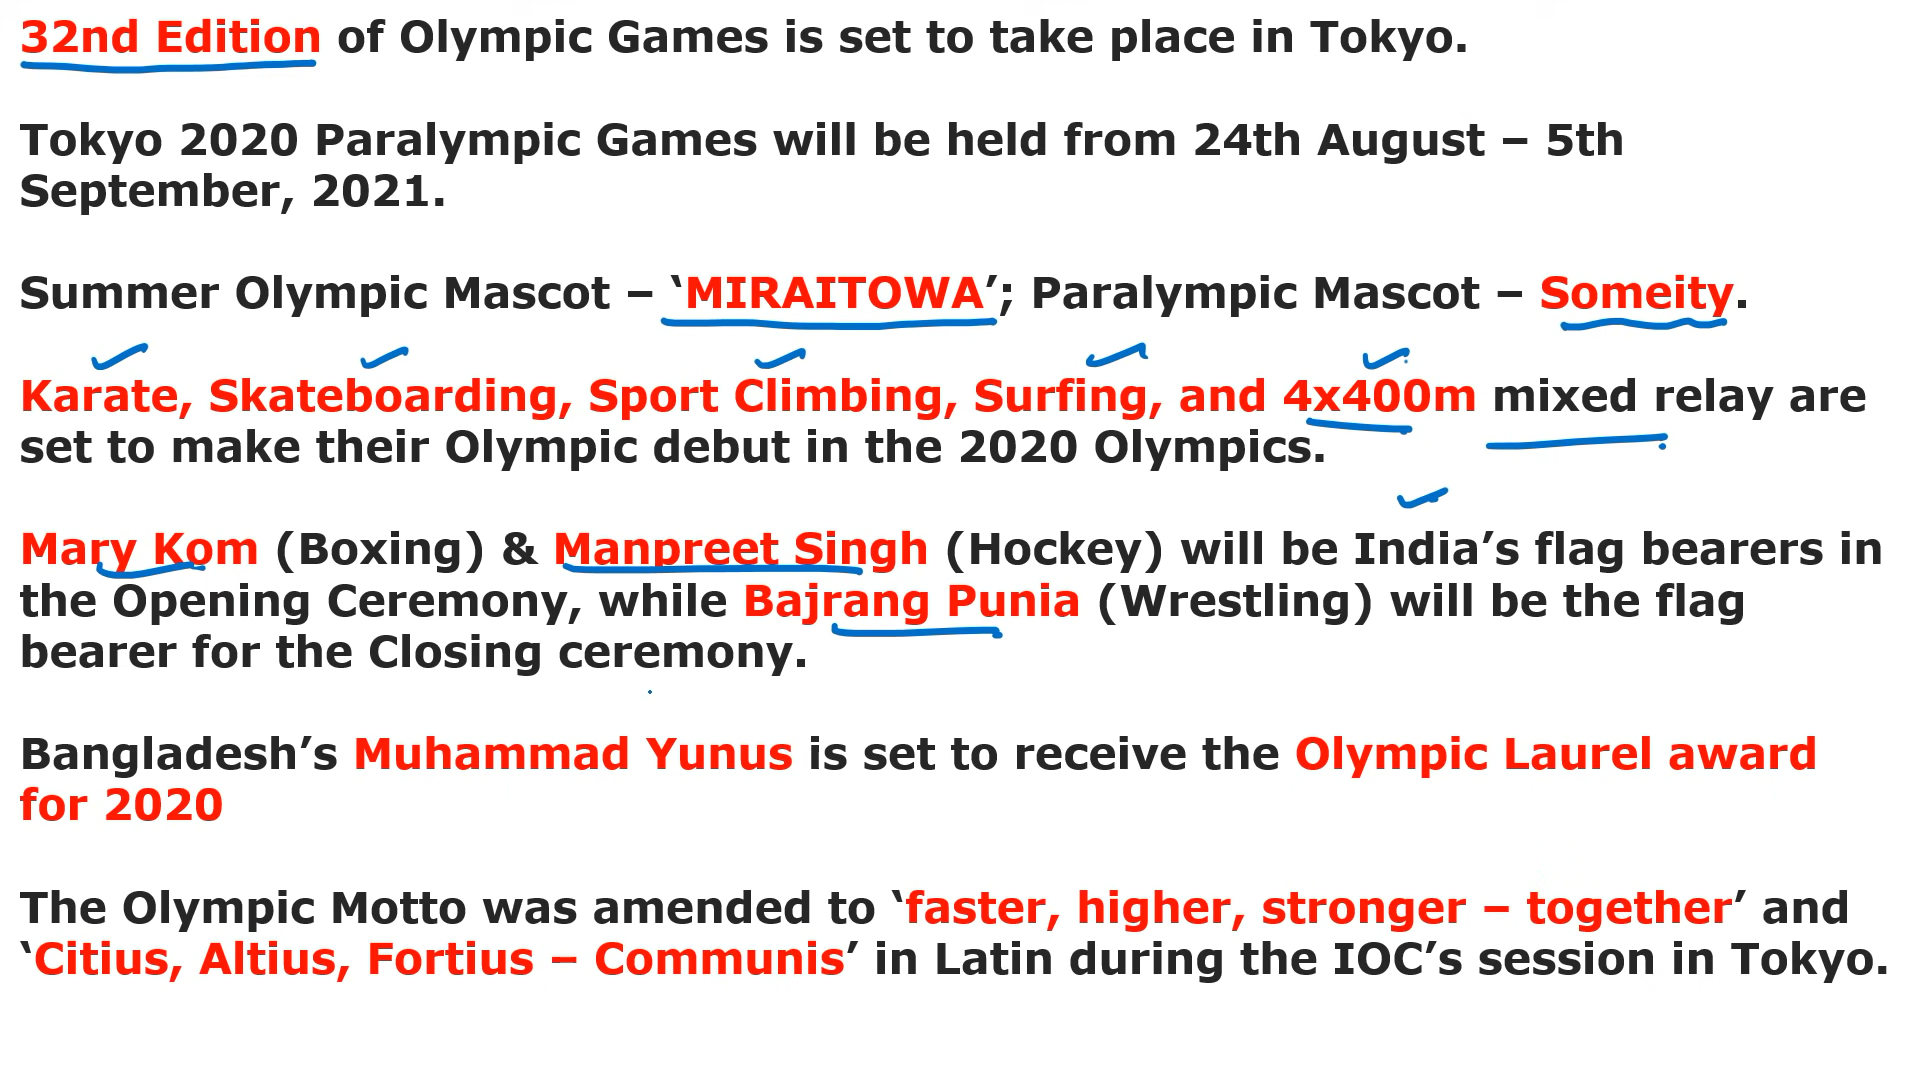 32nd Edition of Olympic Games is set to take place in Tokyo.
Tokyo 2020 Paralympic Games will be held from 24th August – 5th
September, 2021.
Summer Olympic Mascot – ‘MIRAITOWA’; Paralympic Mascot – Someity.
Karate, Skateboarding, Sport Climbing, Surfing, and 4x400m mixed relay are
set to make their Olympic debut in the 2020 Olympics.
Mary Kom (Boxing) & Manpreet Singh (Hockey) will be India’s flag bearers in
the Opening Ceremony, while Bajrang Punia (Wrestling) will be the flag
bearer for the Closing ceremony.
Bangladesh’s Muhammad Yunus is set to receive the Olympic Laurel award
for 2020
The Olympic Motto was amended to ‘faster, higher, stronger – together’ and
‘Citius, Altius, Fortius – Communis’ in Latin during the IOC’s session in Tokyo.